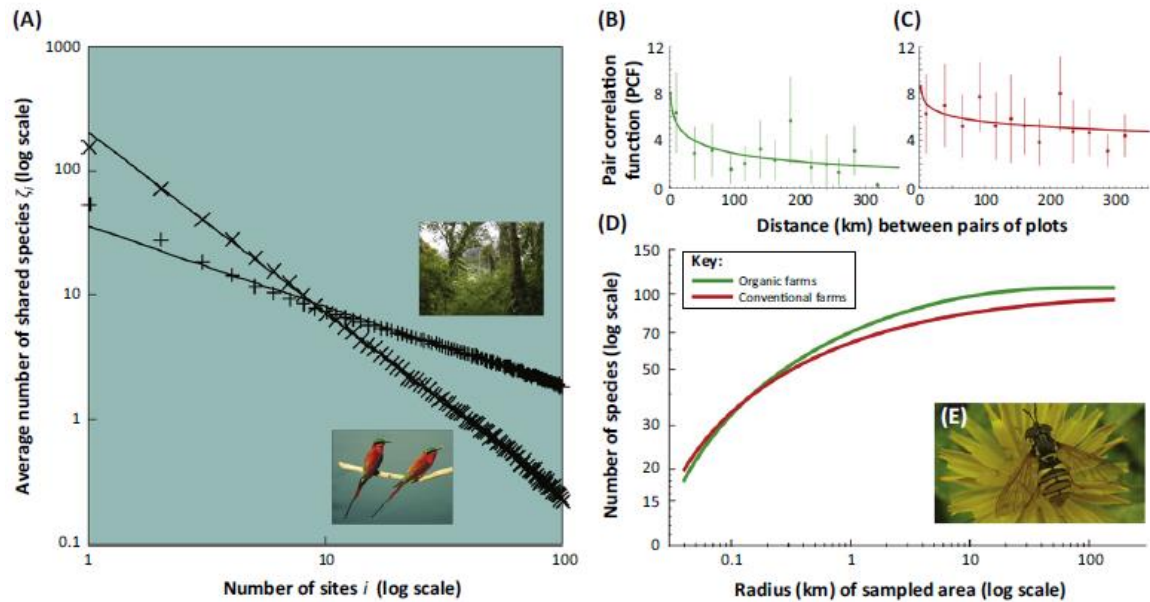 (A)
1000
100
10
1
0.1
1
10
100
Average number of shared species ζi (log scale)
Number of sites i (log scale)
(B)
12
8
4
0
0
100
200
300
Pair correlation
function (PCF)
(C)
12
8
4
0
0
100
200
300
Distance (km) between pairs of plots
(D)
150
100
70
50
30
20
15
0
0.1
1
10
100
Number of species (log scale)
Radius (km) of sampled area (log scale)
Key:
Organic farms
Conventional farms
(E)